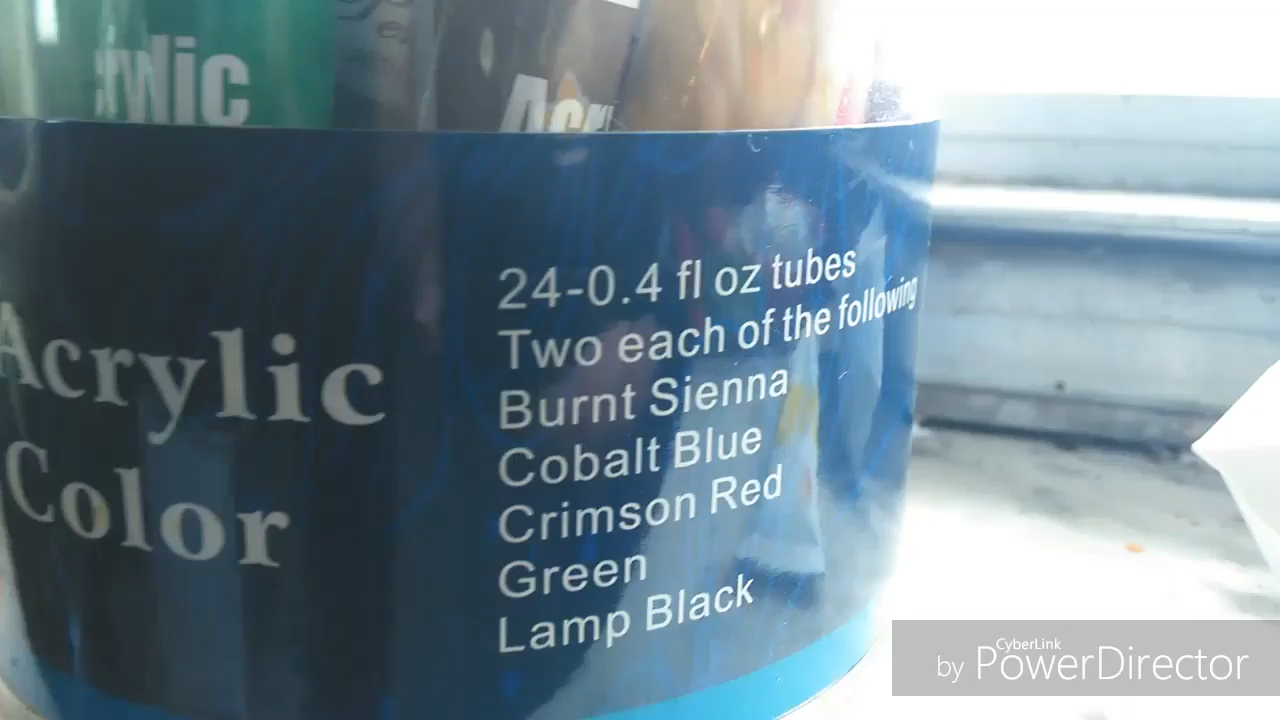 Acrylic
Color
24-0.4 fl oz tubes
Two each of the following
Burnt Sienna
Cobalt Blue
Crimson Red
Green
Lamp Black
CyberLink
by PowerDirector